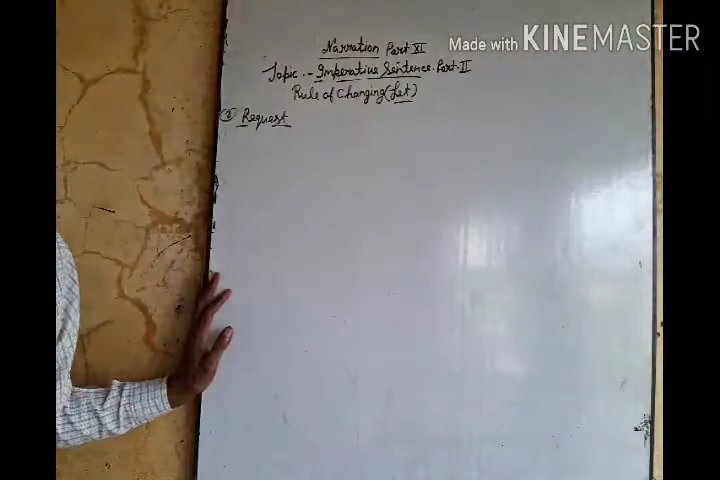 Narration Part XI
Made with KINEMASTER
Topic :- Imperative Sentence. Part-II
Rule of Changing (Let)
Request